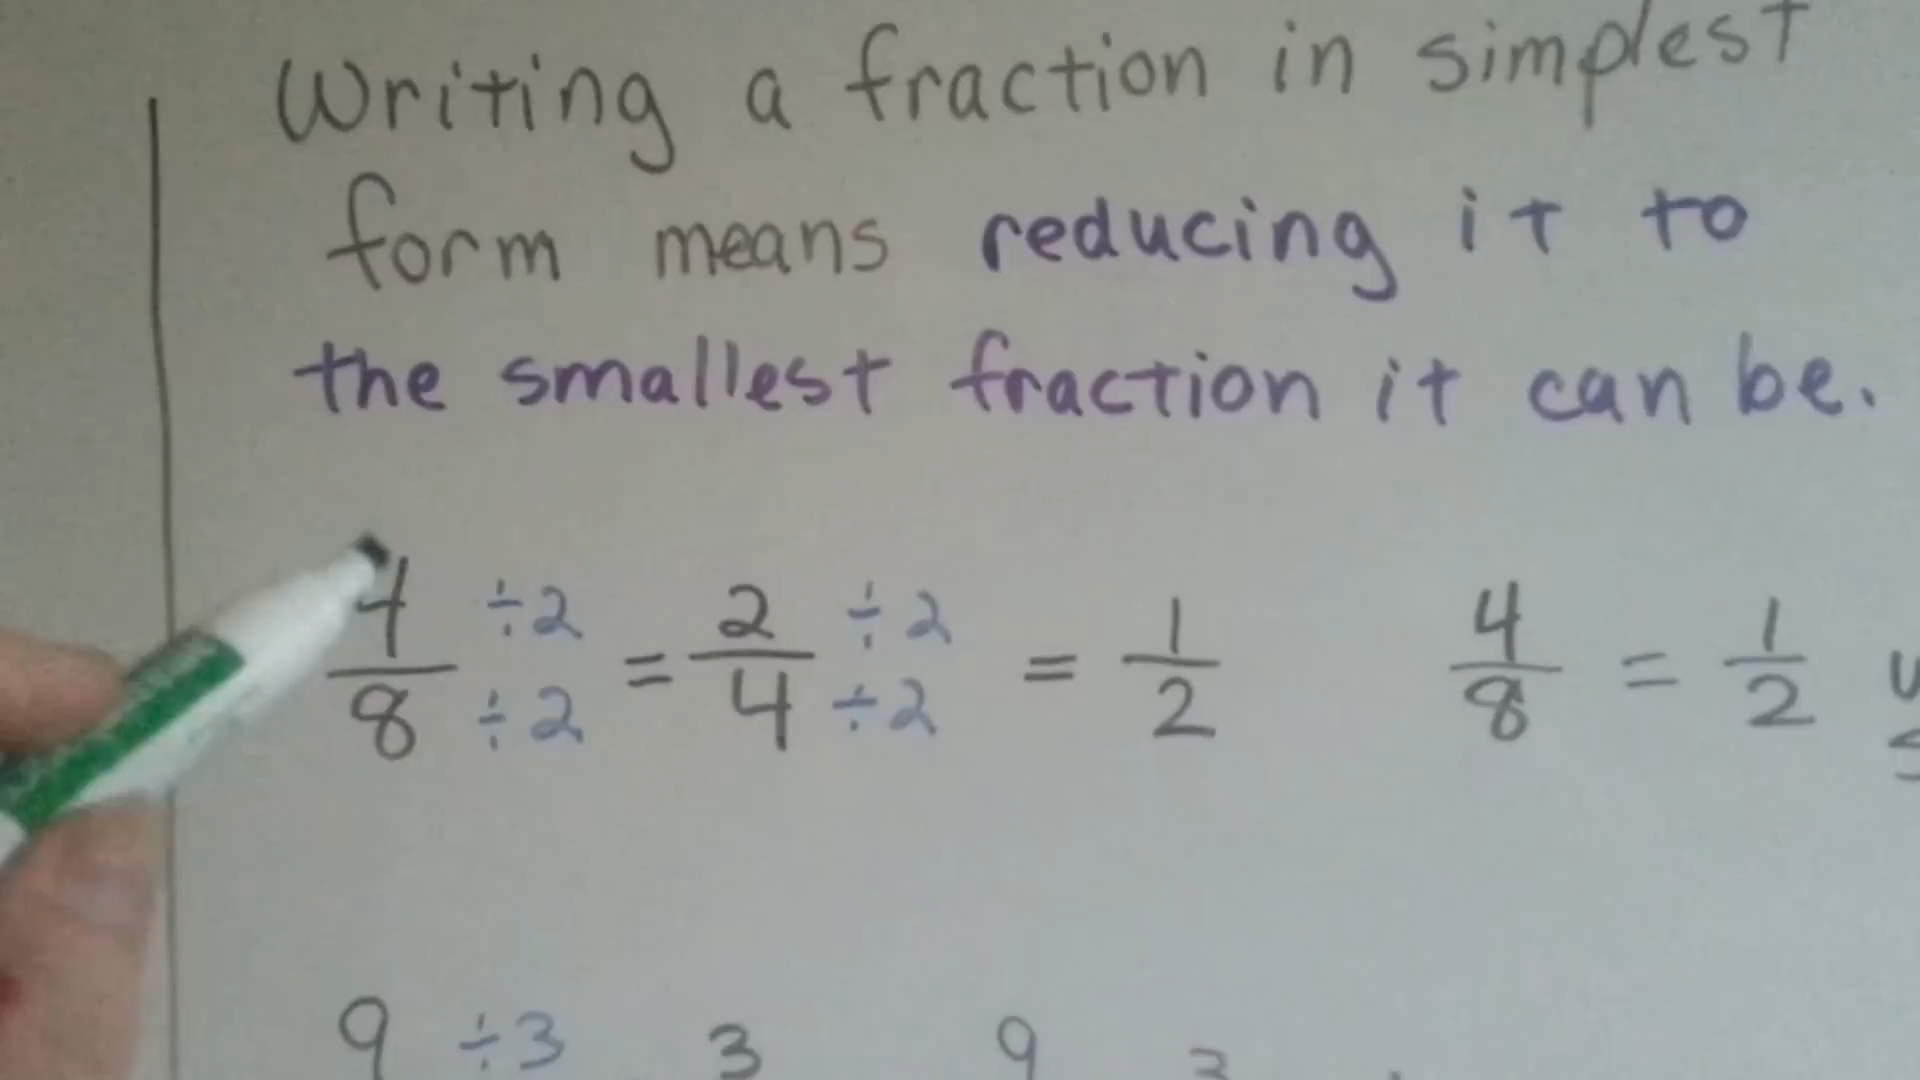 Writing a fraction in simplest
form means reducing it to
the smallest fraction it can be.
4/8 ÷2/÷2 = 2/4 ÷2/÷2 = 1/2 4/8 = 1/2
9 ÷3 3 9 3